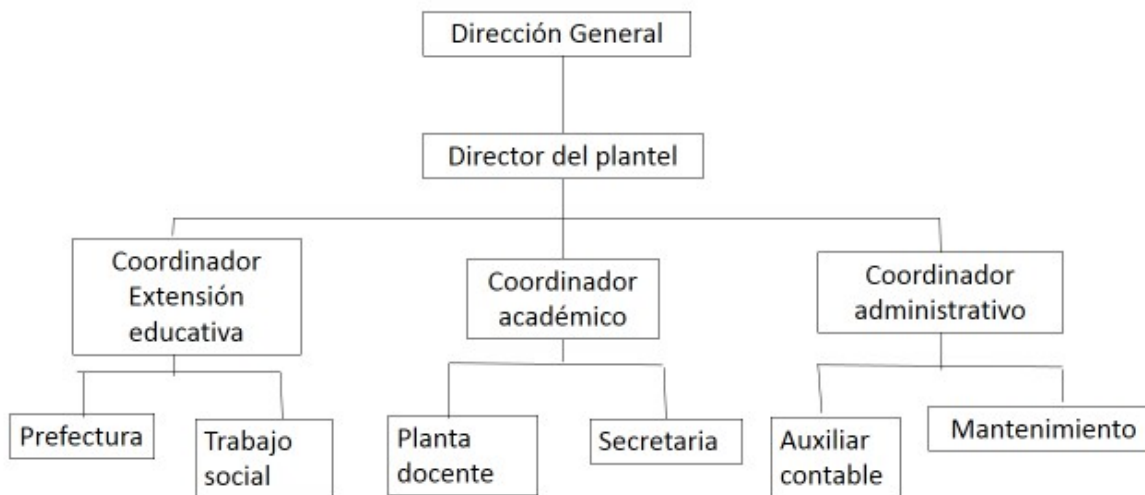 Dirección General
Director del plantel
Coordinador
Extensión
educativa
Coordinador
académico
Coordinador
administrativo
Prefectura
Trabajo
social
Planta
docente
Secretaria
Auxiliar
contable
Mantenimiento